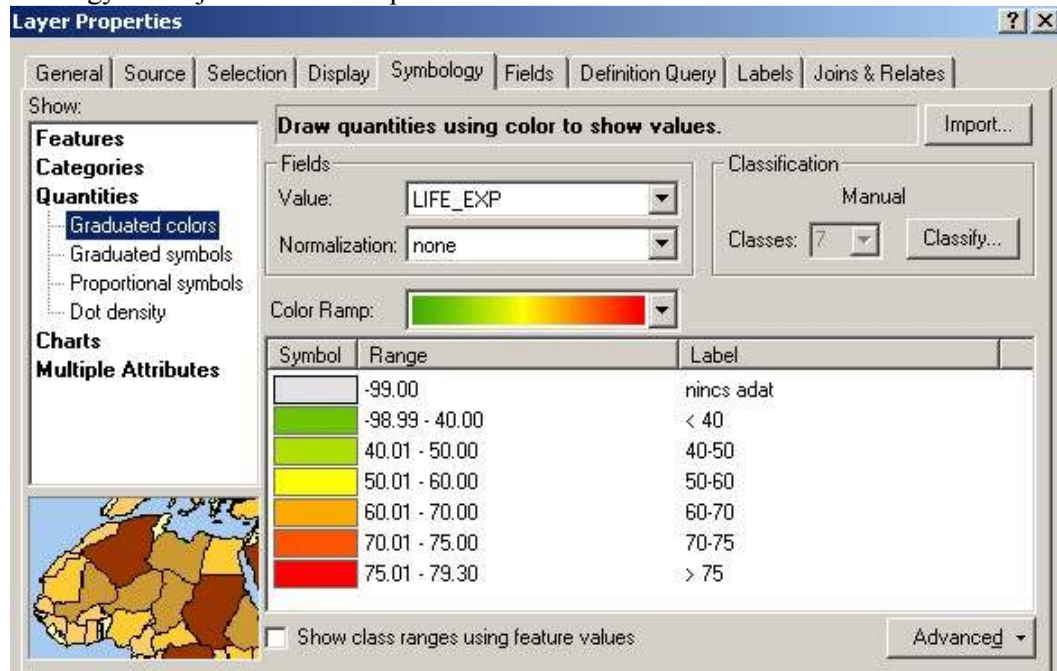 Layer Properties
General Source Selection Display Symbology Fields Definition Query Labels Joins & Relates
Show:
Features
Categories
Quantities
Graduated colors
Graduated symbols
Proportional symbols
Dot density
Charts
Multiple Attributes
Draw quantities using color to show values.
Import...
Fields
Value: LIFE_EXP
Normalization: none
Classification
Manual
Classes: 7 Classify...
Color Ramp:
Symbol Range Label
-99.00 nincs adat
-98.99 - 40.00 < 40
40.01 - 50.00 40-50
50.01 - 60.00 50-60
60.01 - 70.00 60-70
70.01 - 75.00 70-75
75.01 - 79.30 > 75
Show class ranges using feature values
Advanced